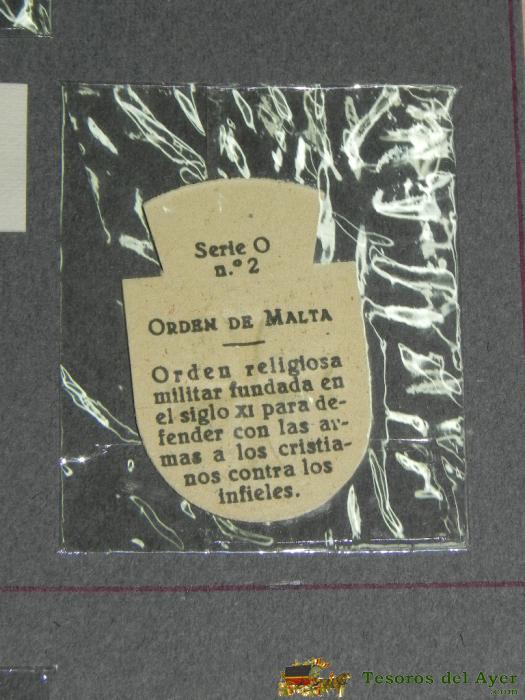 Serie O
n.º 2
ORDEN DE MALTA
Orden religiosa
militar fundada en
el siglo XI para de-
fender con las ar-
mas a los cristia-
nos contra los
infieles.
Tesoros del Ayer
.com